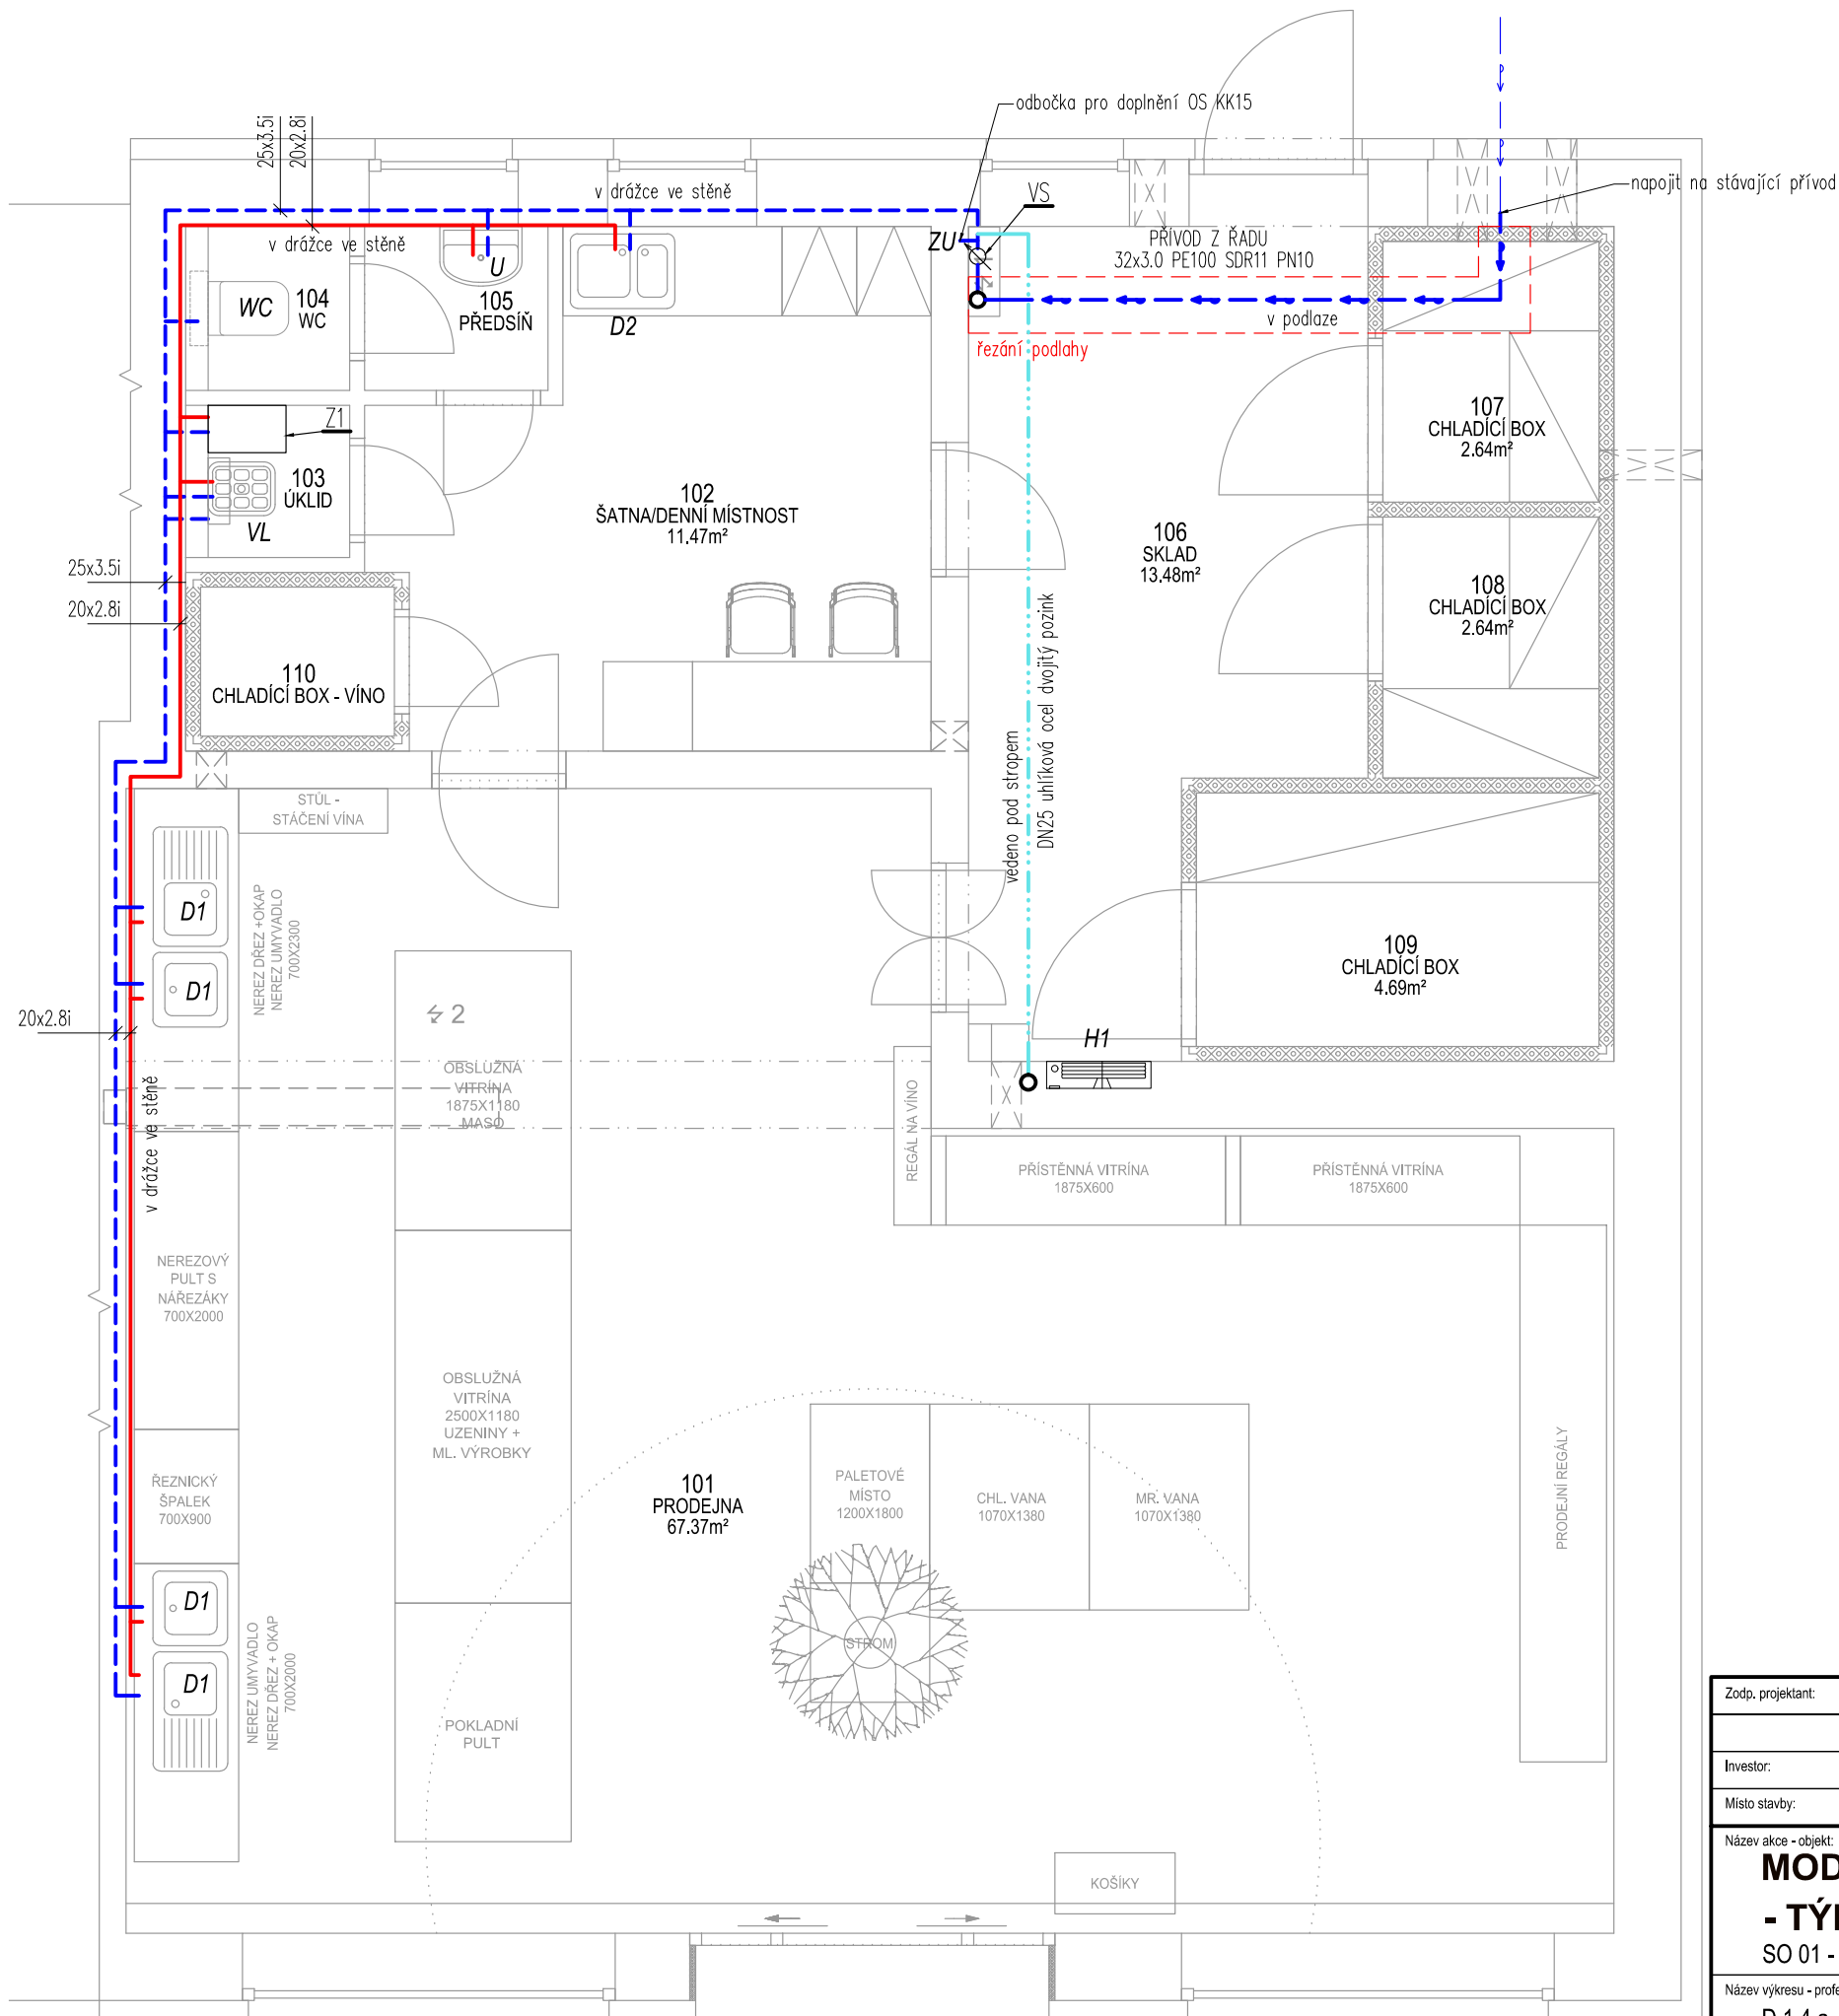 odbočka pro doplnění OS KK15
25x3.5i
20x2.8i
v drážce ve stěně
VS
napojit na stávající přívod
v drážce ve stěně
ZU
PŘÍVOD Z ŘADU
32x3.0 PE100 SDR11 PN10
v podlaze
řezání podlahy
WC
104
WC
U
105
PŘEDSÍŇ
D2
Z1
103
ÚKLID
VL
102
ŠATNA/DENNÍ MÍSTNOST
11.47m²
106
SKLAD
13.48m²
107
CHLADÍCÍ BOX
2.64m²
108
CHLADÍCÍ BOX
2.64m²
25x3.5i
20x2.8i
110
CHLADÍCÍ BOX - VÍNO
vedeno pod stropem
DN25 uhlíková ocel dvojitý pozink
STŮL -
STÁČENÍ VÍNA
D1
D1
NEREZ DŘEZ +OKAP
NEREZ UMYVADLO
700X2300
109
CHLADÍCÍ BOX
4.69m²
20x2.8i
2
H1
OBSLUŽNÁ
VITRÍNA
1875X1180
MASO
v drážce ve stěně
REGÁL NA VÍNO
PŘÍSTĚNNÁ VITRÍNA
1875X600
PŘÍSTĚNNÁ VITRÍNA
1875X600
NEREZOVÝ
PULT S
NÁŘEZÁKY
700X2000
OBSLUŽNÁ
VITRÍNA
2500X1180
UZENINY +
ML. VÝROBKY
ŘEZNICKÝ
ŠPALEK
700X900
101
PRODEJNA
67.37m²
PALETOVÉ
MÍSTO
1200X1800
CHL. VANA
1070X1380
MR. VANA
1070X1380
PRODEJNÍ REGÁLY
D1
D1
NEREZ UMYVADLO
NEREZ DŘEZ + OKAP
700X2000
STROM
POKLADNÍ
PULT
KOŠÍKY
Zodp. projektant:
Investor:
Místo stavby:
Název akce - objekt:
MOD
- TÝ
SO 01 -
Název výkresu - profe